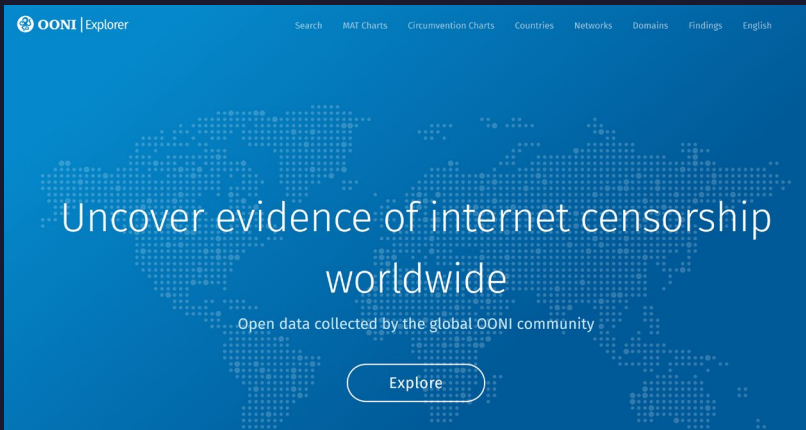 OONI | Explorer
Search MAT Charts Circumvention Charts Countries Networks Domains Findings English
Uncover evidence of internet censorship
worldwide
Open data collected by the global OONI community
Explore